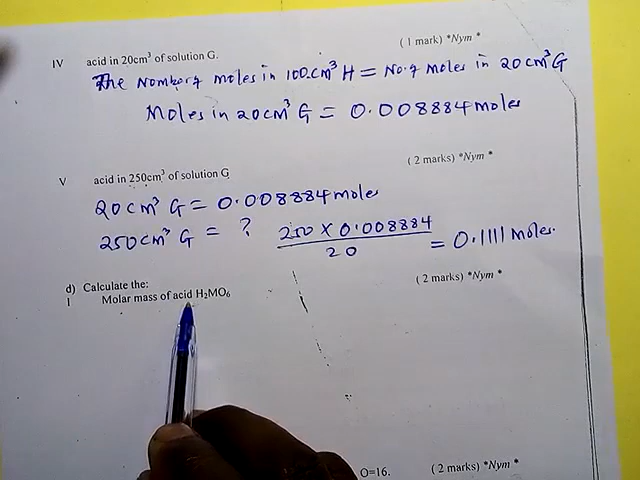 IV acid in 20cm³ of solution G.
(1 mark) *Nym *
The Nomber of moles in 100cm³ H = No. of moles in 20cm³ G
Moles in 20cm³ G = 0.008884 moles
(2 marks) *Nym *
V acid in 250cm³ of solution G
20cm³ G = 0.008884 moles
250cm³ G = ? 250 X 0.008884 / 20 = 0.1111 moles.
d) Calculate the:
(2 marks) *Nym *
I Molar mass of acid H₂MO₆
O=16. (2 marks) *Nym *